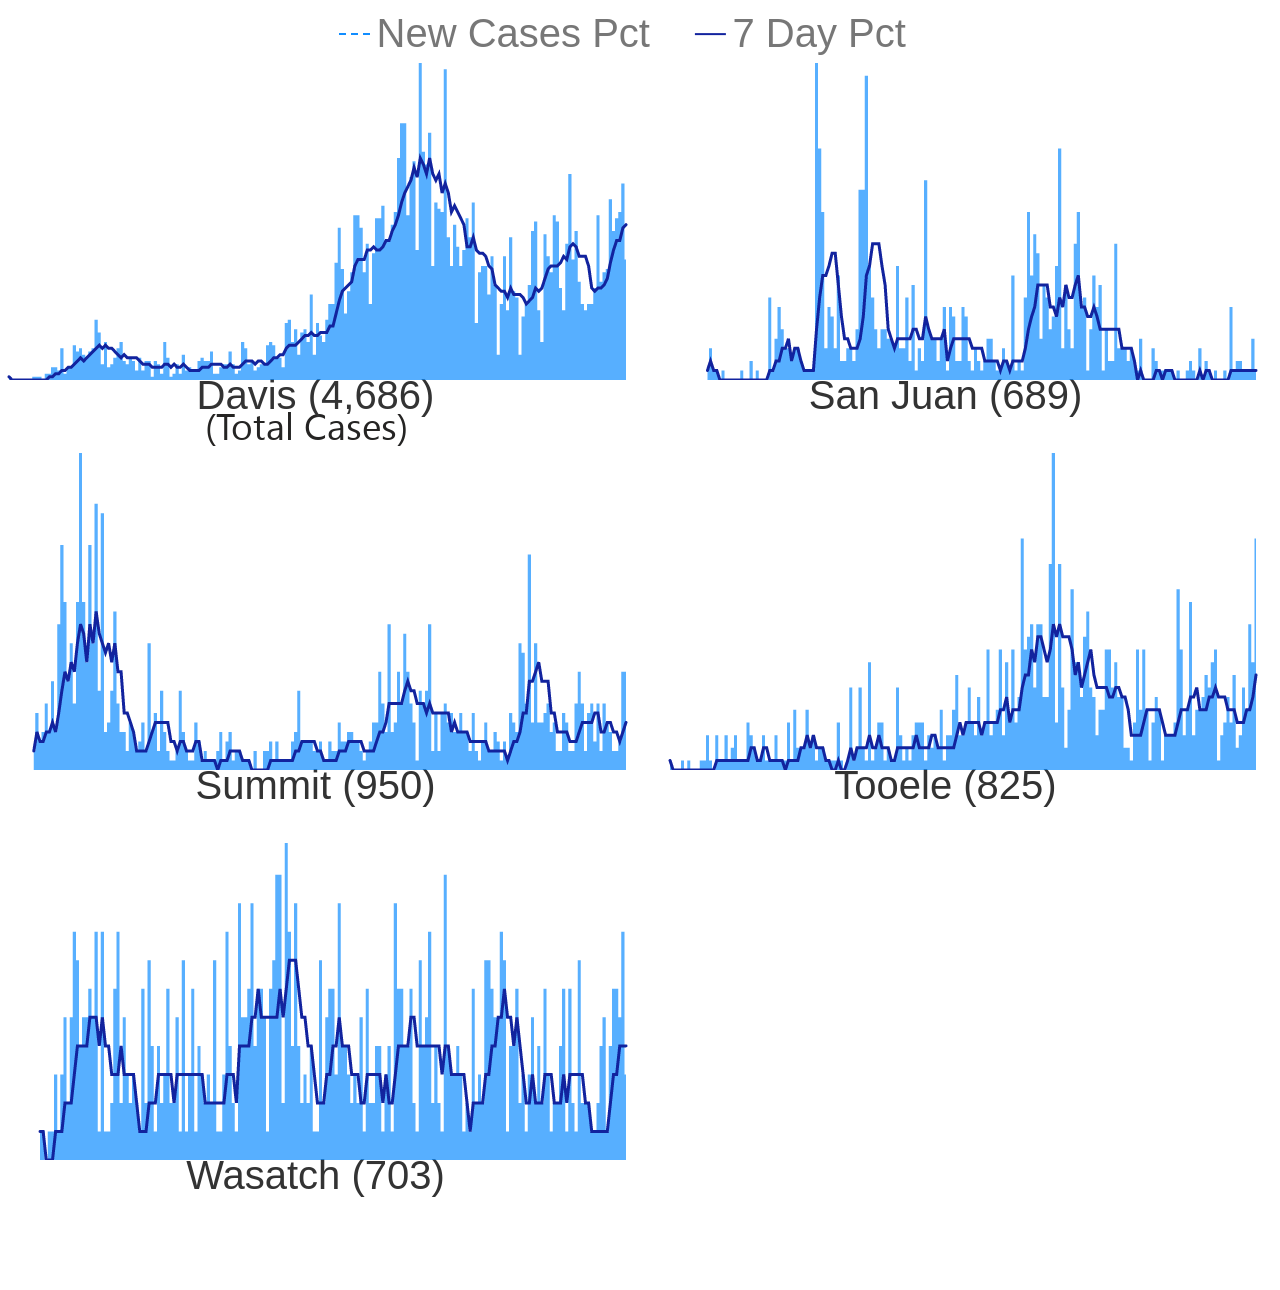 New Cases Pct 7 Day Pct
Davis (4,686)
(Total Cases)
San Juan (689)
Summit (950)
Tooele (825)
Wasatch (703)